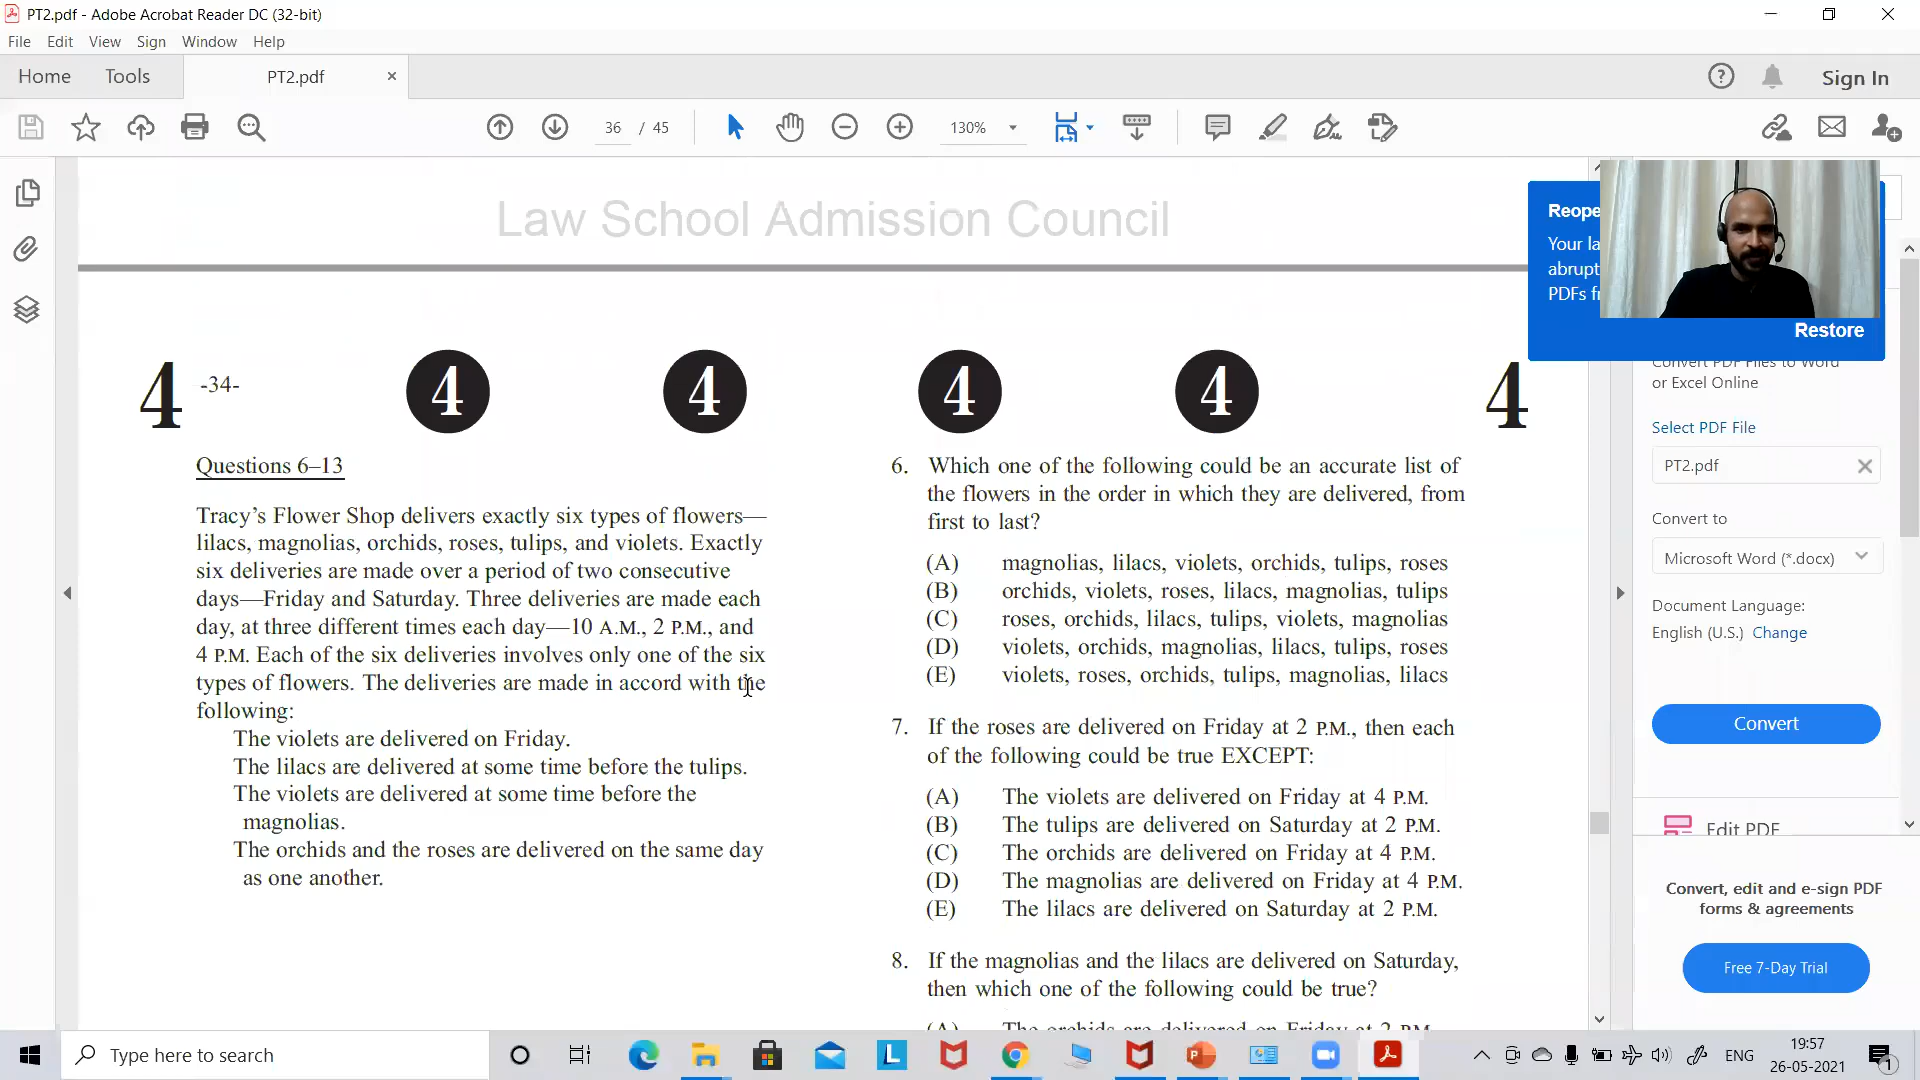 PT2.pdf - Adobe Acrobat Reader DC (32-bit)
File Edit View Sign Window Help
Home Tools PT2.pdf Sign In
36 / 45 130%
Law School Admission Council
Reope
Your la
abrupt
PDFs f
Restore
4 -34- 4 4 4 4 4
Questions 6–13
Tracy’s Flower Shop delivers exactly six types of flowers—
lilacs, magnolias, orchids, roses, tulips, and violets. Exactly
six deliveries are made over a period of two consecutive
days—Friday and Saturday. Three deliveries are made each
day, at three different times each day—10 A.M., 2 P.M., and
4 P.M. Each of the six deliveries involves only one of the six
types of flowers. The deliveries are made in accord with the
following:
The violets are delivered on Friday.
The lilacs are delivered at some time before the tulips.
The violets are delivered at some time before the
magnolias.
The orchids and the roses are delivered on the same day
as one another.
6. Which one of the following could be an accurate list of
the flowers in the order in which they are delivered, from
first to last?
(A) magnolias, lilacs, violets, orchids, tulips, roses
(B) orchids, violets, roses, lilacs, magnolias, tulips
(C) roses, orchids, lilacs, tulips, violets, magnolias
(D) violets, orchids, magnolias, lilacs, tulips, roses
(E) violets, roses, orchids, tulips, magnolias, lilacs
7. If the roses are delivered on Friday at 2 P.M., then each
of the following could be true EXCEPT:
(A) The violets are delivered on Friday at 4 P.M.
(B) The tulips are delivered on Saturday at 2 P.M.
(C) The orchids are delivered on Friday at 4 P.M.
(D) The magnolias are delivered on Friday at 4 P.M.
(E) The lilacs are delivered on Saturday at 2 P.M.
8. If the magnolias and the lilacs are delivered on Saturday,
then which one of the following could be true?
(A) The orchids are delivered on Friday at 2 P.M.
Convert PDF Files to Word
or Excel Online
Select PDF File
PT2.pdf
Convert to
Microsoft Word (*.docx)
Document Language:
English (U.S.) Change
Convert
Edit PDF
Convert, edit and e-sign PDF
forms & agreements
Free 7-Day Trial
Type here to search
ENG
19:57
26-05-2021
1